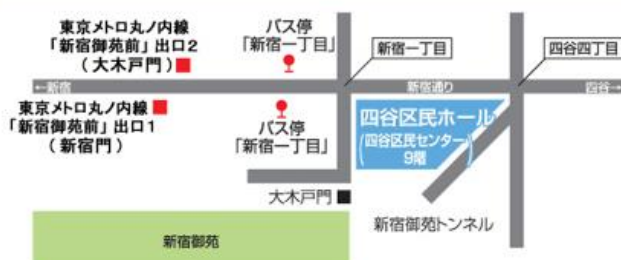 東京メトロ丸ノ内線
「新宿御苑前」出口2
(大木戸門)
バス停
「新宿一丁目」
新宿一丁目
四谷四丁目
←新宿
新宿通り
四谷→
東京メトロ丸ノ内線
「新宿御苑前」出口1
(新宿門)
バス停
「新宿一丁目」
四谷区民ホール
(四谷区民センター
9階)
大木戸門
新宿御苑トンネル
新宿御苑